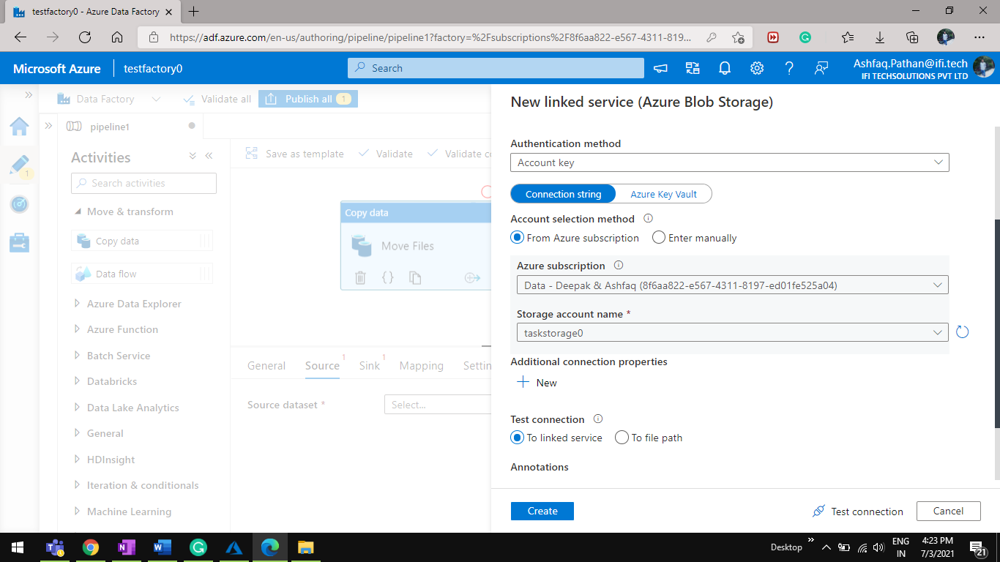 testfactory0 - Azure Data Factory
https://adf.azure.com/en-us/authoring/pipeline/pipeline1?factory=%2Fsubscriptions%2F8f6aa822-e567-4311-819...
Microsoft Azure
testfactory0
Search
Ashfaq.Pathan@ifi.tech
IFI TECHSOLUTIONS PVT LTD
Data Factory
Validate all
Publish all 1
pipeline1
1
Activities
Search activities
Move & transform
Copy data
Data flow
Azure Data Explorer
Azure Function
Batch Service
Databricks
Data Lake Analytics
General
HDInsight
Iteration & conditionals
Machine Learning
Save as template
Validate
Validate co
Copy data
Move Files
General
Source 1
Sink 1
Mapping
Settin
Source dataset *
Select...
New linked service (Azure Blob Storage)
Authentication method
Account key
Connection string
Azure Key Vault
Account selection method
From Azure subscription
Enter manually
Azure subscription
Data - Deepak & Ashfaq (8f6aa822-e567-4311-8197-ed01fe525a04)
Storage account name *
taskstorage0
Additional connection properties
New
Test connection
To linked service
To file path
Annotations
Create
Test connection
Cancel
Desktop
ENG
IN
4:23 PM
7/3/2021
21